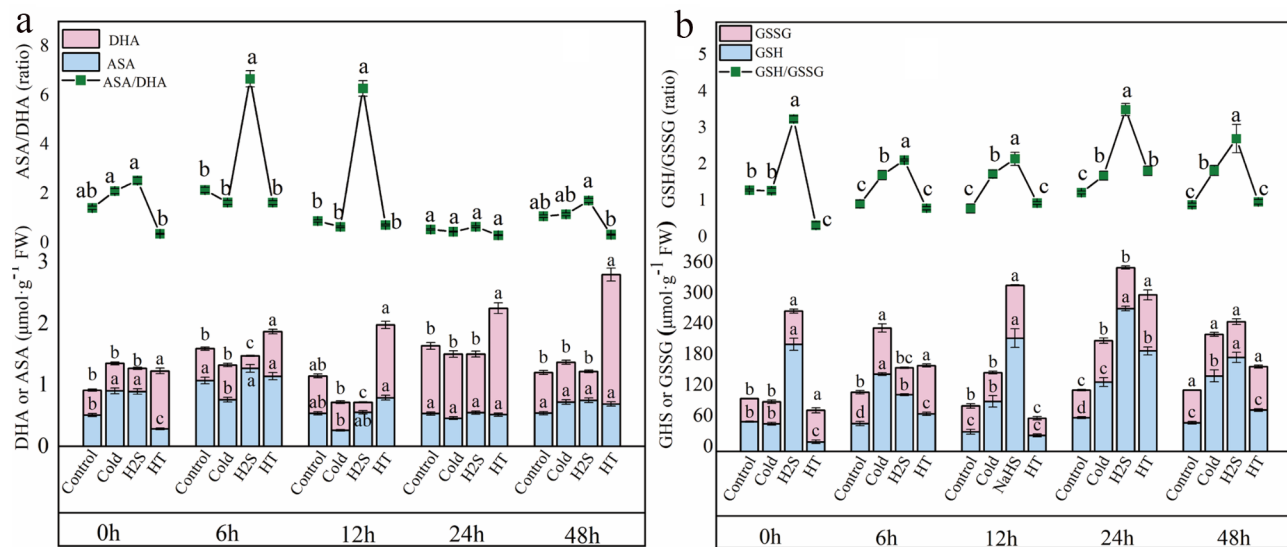 a
8
6
4
2
0
3
2
1
0
ASA/DHA (ratio)
DHA or ASA (μmol·g⁻¹ FW)
DHA
ASA
ASA/DHA
ab a a b
b b a b
b b a b
a a a a
ab ab a b
b b b a
b a a c
b b c a
a b a a
ab b c a
ab b ab a
b b b a
a a a a
b b b a
a a a a
Control Cold H2S HT
Control Cold H2S HT
Control Cold H2S HT
Control Cold H2S HT
Control Cold H2S HT
0h 6h 12h 24h 48h
b
5
4
3
2
1
0
360
300
240
180
120
60
0
GSH/GSSG (ratio)
GHS or GSSG (μmol·g⁻¹ FW)
GSSG
GSH
GSH/GSSG
b b a c
c b a c
c b a c
c b a b
c b a c
b b a a
b b a c
b a bc b
d a b c
c b a c
c b a c
c b b a
d c a b
a a a a
c b a c
Control Cold H2S HT
Control Cold H2S HT
Control Cold NaHS HT
Control Cold H2S HT
Control Cold H2S HT
0h 6h 12h 24h 48h